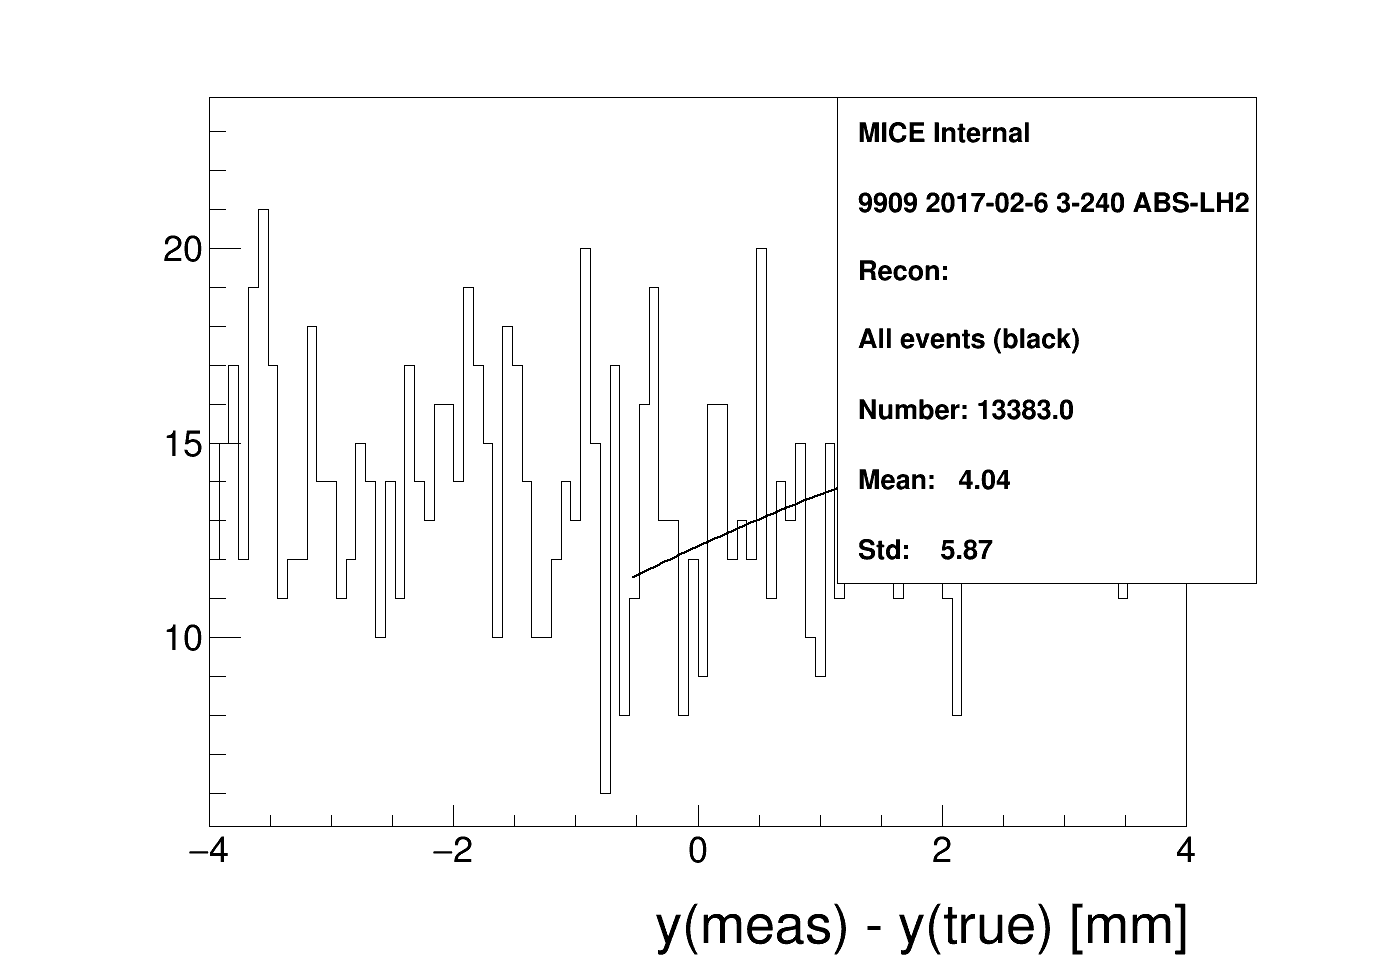 MICE Internal
9909 2017-02-6 3-240 ABS-LH2
Recon:
All events (black)
Number: 13383.0
Mean: 4.04
Std: 5.87
20
15
10
−4 −2 0 2 4
y(meas) - y(true) [mm]